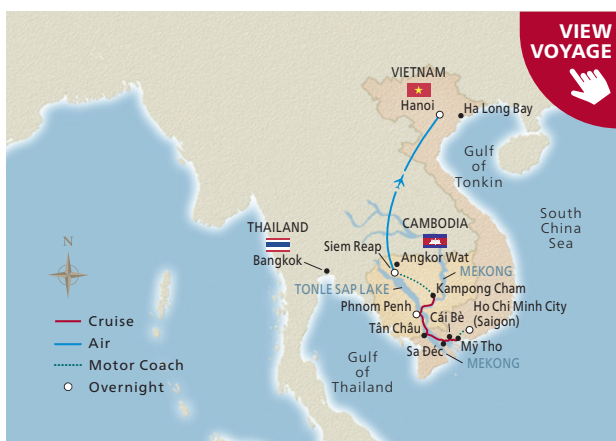 VIEW
VOYAGE
VIETNAM
Hanoi
Ha Long Bay
Gulf
of
Tonkin
South
China
Sea
THAILAND
Bangkok
CAMBODIA
Siem Reap
Angkor Wat
MEKONG
TONLE SAP LAKE
Kampong Cham
Phnom Penh
Ho Chi Minh City
(Saigon)
Cái Bè
Tân Châu
Mỹ Tho
Sa Déc
MEKONG
Gulf
of
Thailand
N
Cruise
Air
Motor Coach
Overnight